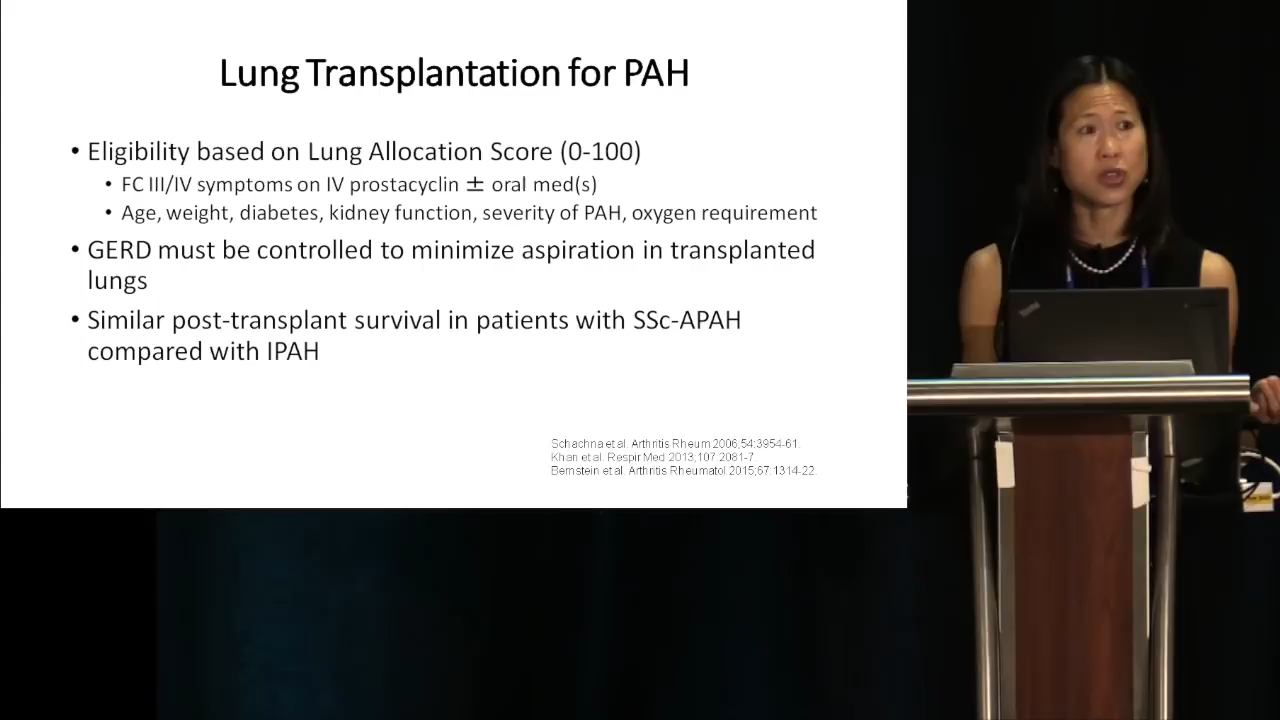 Lung Transplantation for PAH
• Eligibility based on Lung Allocation Score (0-100)
• FC III/IV symptoms on IV prostacyclin ± oral med(s)
• Age, weight, diabetes, kidney function, severity of PAH, oxygen requirement
• GERD must be controlled to minimize aspiration in transplanted
lungs
• Similar post-transplant survival in patients with SSc-APAH
compared with IPAH
Schachna et al. Arthritis Rheum 2006;54:3954-61.
Khan et al. Respir Med 2013;107:2081-7.
Bernstein et al. Arthritis Rheumatol 2015;67:1314-22.
ThinkPad